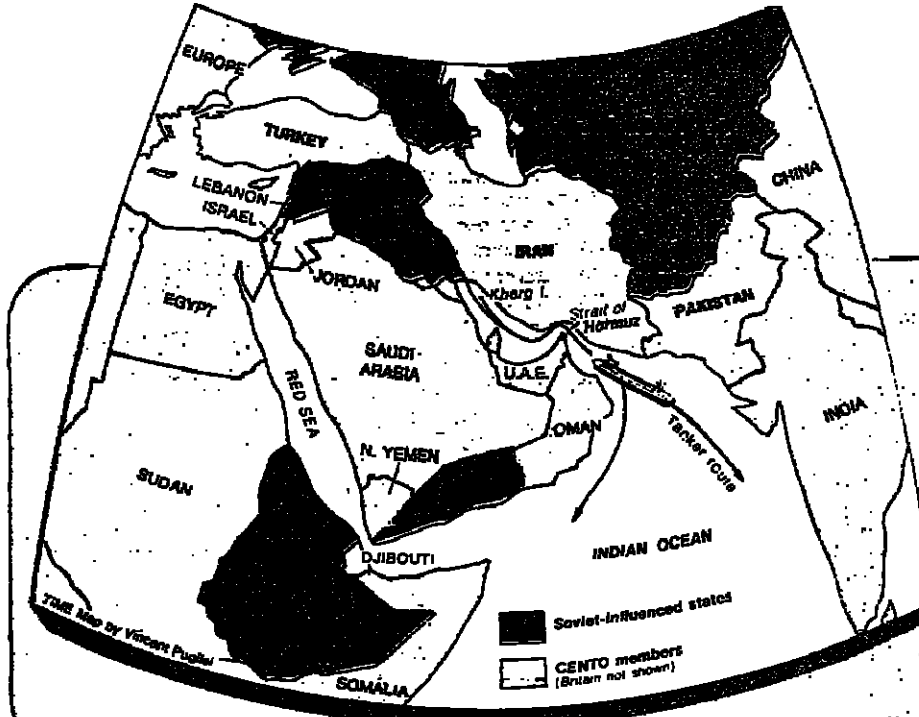 EUROPE
TURKEY
CHINA
LEBANON
ISRAEL
IRAN
JORDAN
Kharg I.
EGYPT
PAKISTAN
Strait of
Hormuz
SAUDI
ARABIA
U.A.E.
RED SEA
INDIA
OMAN
Tanker route
N. YEMEN
SUDAN
INDIAN OCEAN
DJIBOUTI
Soviet-influenced states
TIME Map by Vincent Puglisi
CENTO members
(Britain not shown)
SOMALIA